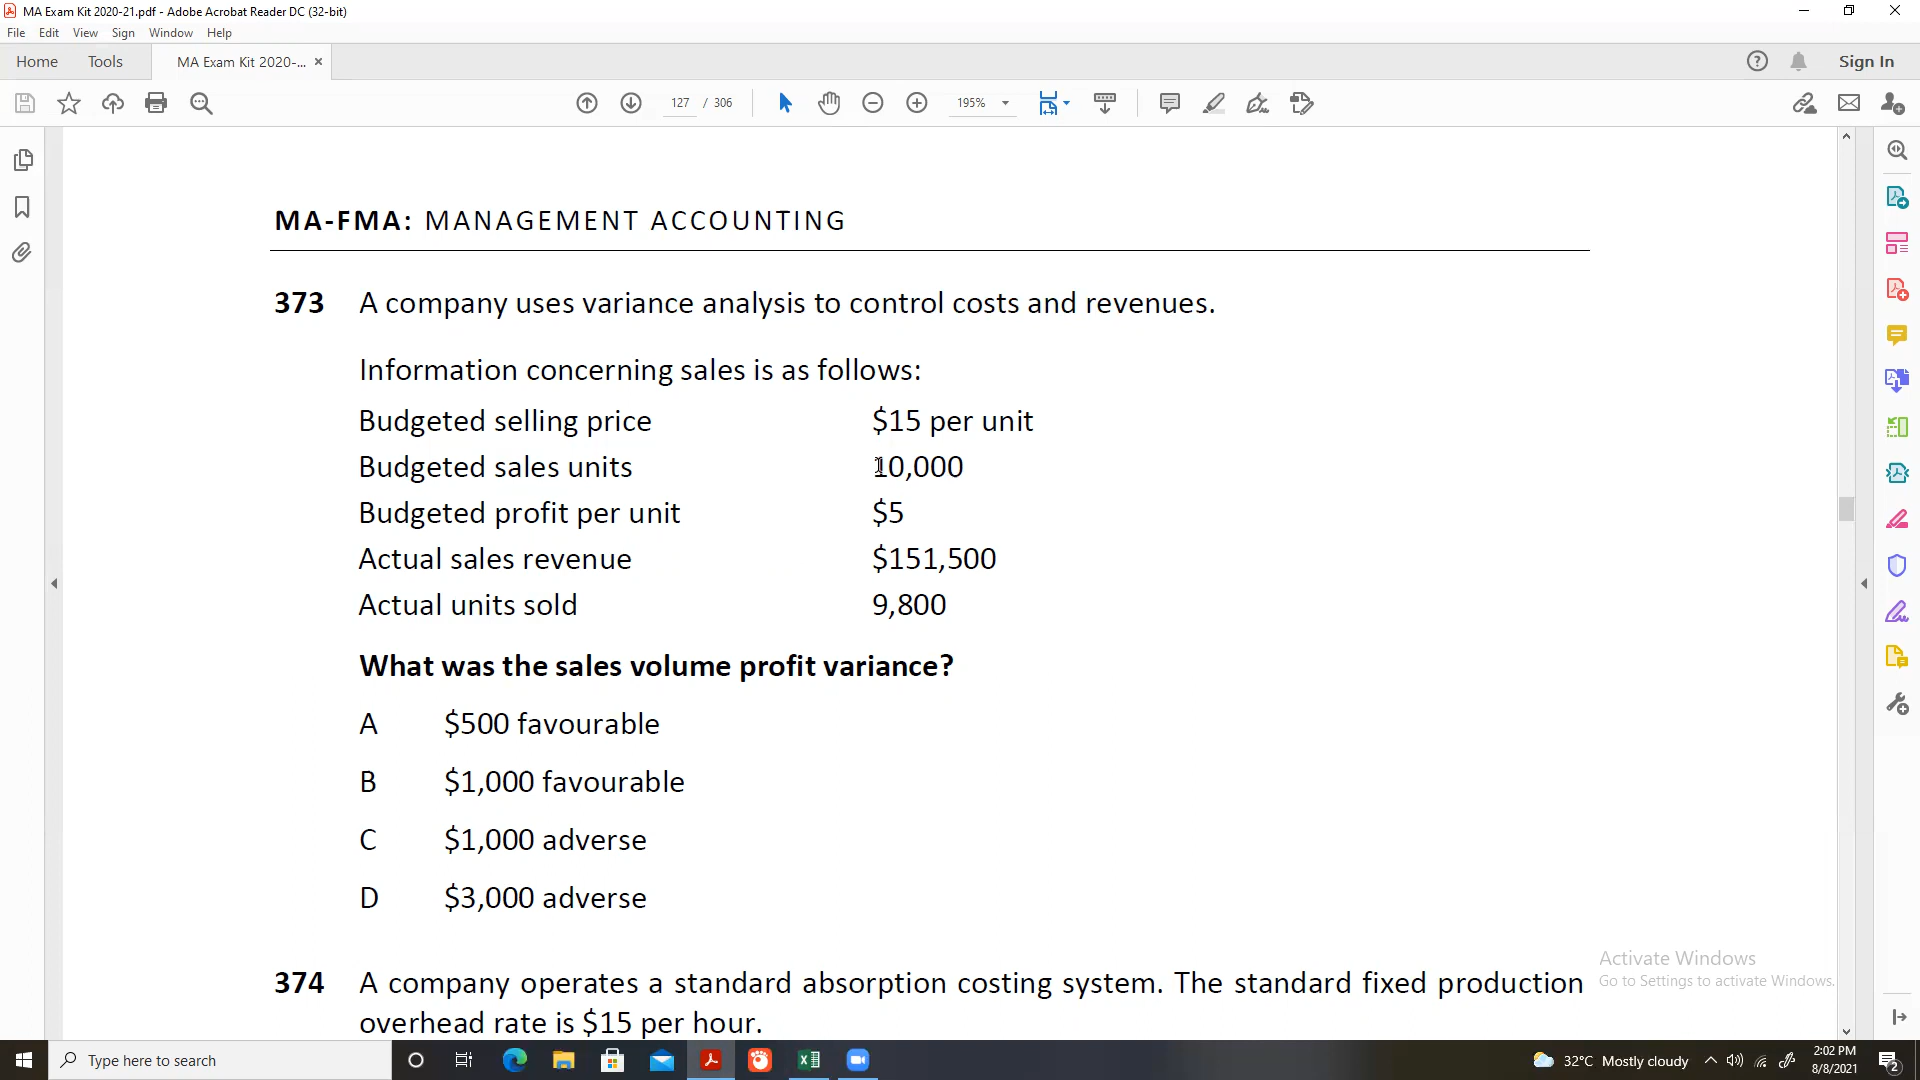 MA Exam Kit 2020-21.pdf - Adobe Acrobat Reader DC (32-bit)
File Edit View Sign Window Help
Home Tools MA Exam Kit 2020-... × Sign In
127 / 306 195%
MA-FMA: MANAGEMENT ACCOUNTING
373 A company uses variance analysis to control costs and revenues.
Information concerning sales is as follows:
Budgeted selling price $15 per unit
Budgeted sales units 10,000
Budgeted profit per unit $5
Actual sales revenue $151,500
Actual units sold 9,800
What was the sales volume profit variance?
A $500 favourable
B $1,000 favourable
C $1,000 adverse
D $3,000 adverse
374 A company operates a standard absorption costing system. The standard fixed production
overhead rate is $15 per hour.
Activate Windows
Go to Settings to activate Windows.
Type here to search
32°C Mostly cloudy
2:02 PM
8/8/2021
2